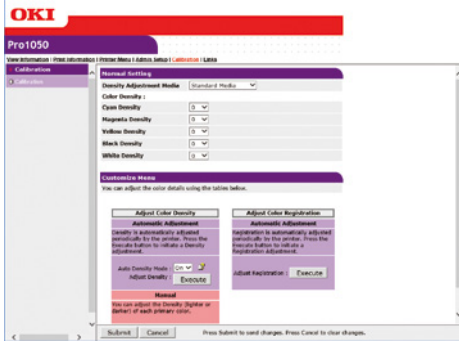 OKI
Pro1050
View Information | Print Information | Printer Menu | Admin Setup | Calibration | Links
Calibration
Calibration
Normal Setting
Density Adjustment Media Standard Media
Color Density :
Cyan Density 0
Magenta Density 0
Yellow Density 0
Black Density 0
White Density 0
Customize Menu
You can adjust the color details using the tables below.
Adjust Color Density
Automatic Adjustment
Density is automatically adjusted
periodically by the printer. Press the
Execute button to initiate a Density
adjustment.
Auto Density Mode : On
Adjust Density : Execute
Manual
You can adjust the Density (lighter or
darker) of each primary color.
Adjust Color Registration
Automatic Adjustment
Registration is automatically adjusted
periodically by the printer. Press the
Execute button to initiate a
Registration Adjustment.
Adjust Registration : Execute
Submit Cancel Press Submit to send changes. Press Cancel to clear changes.